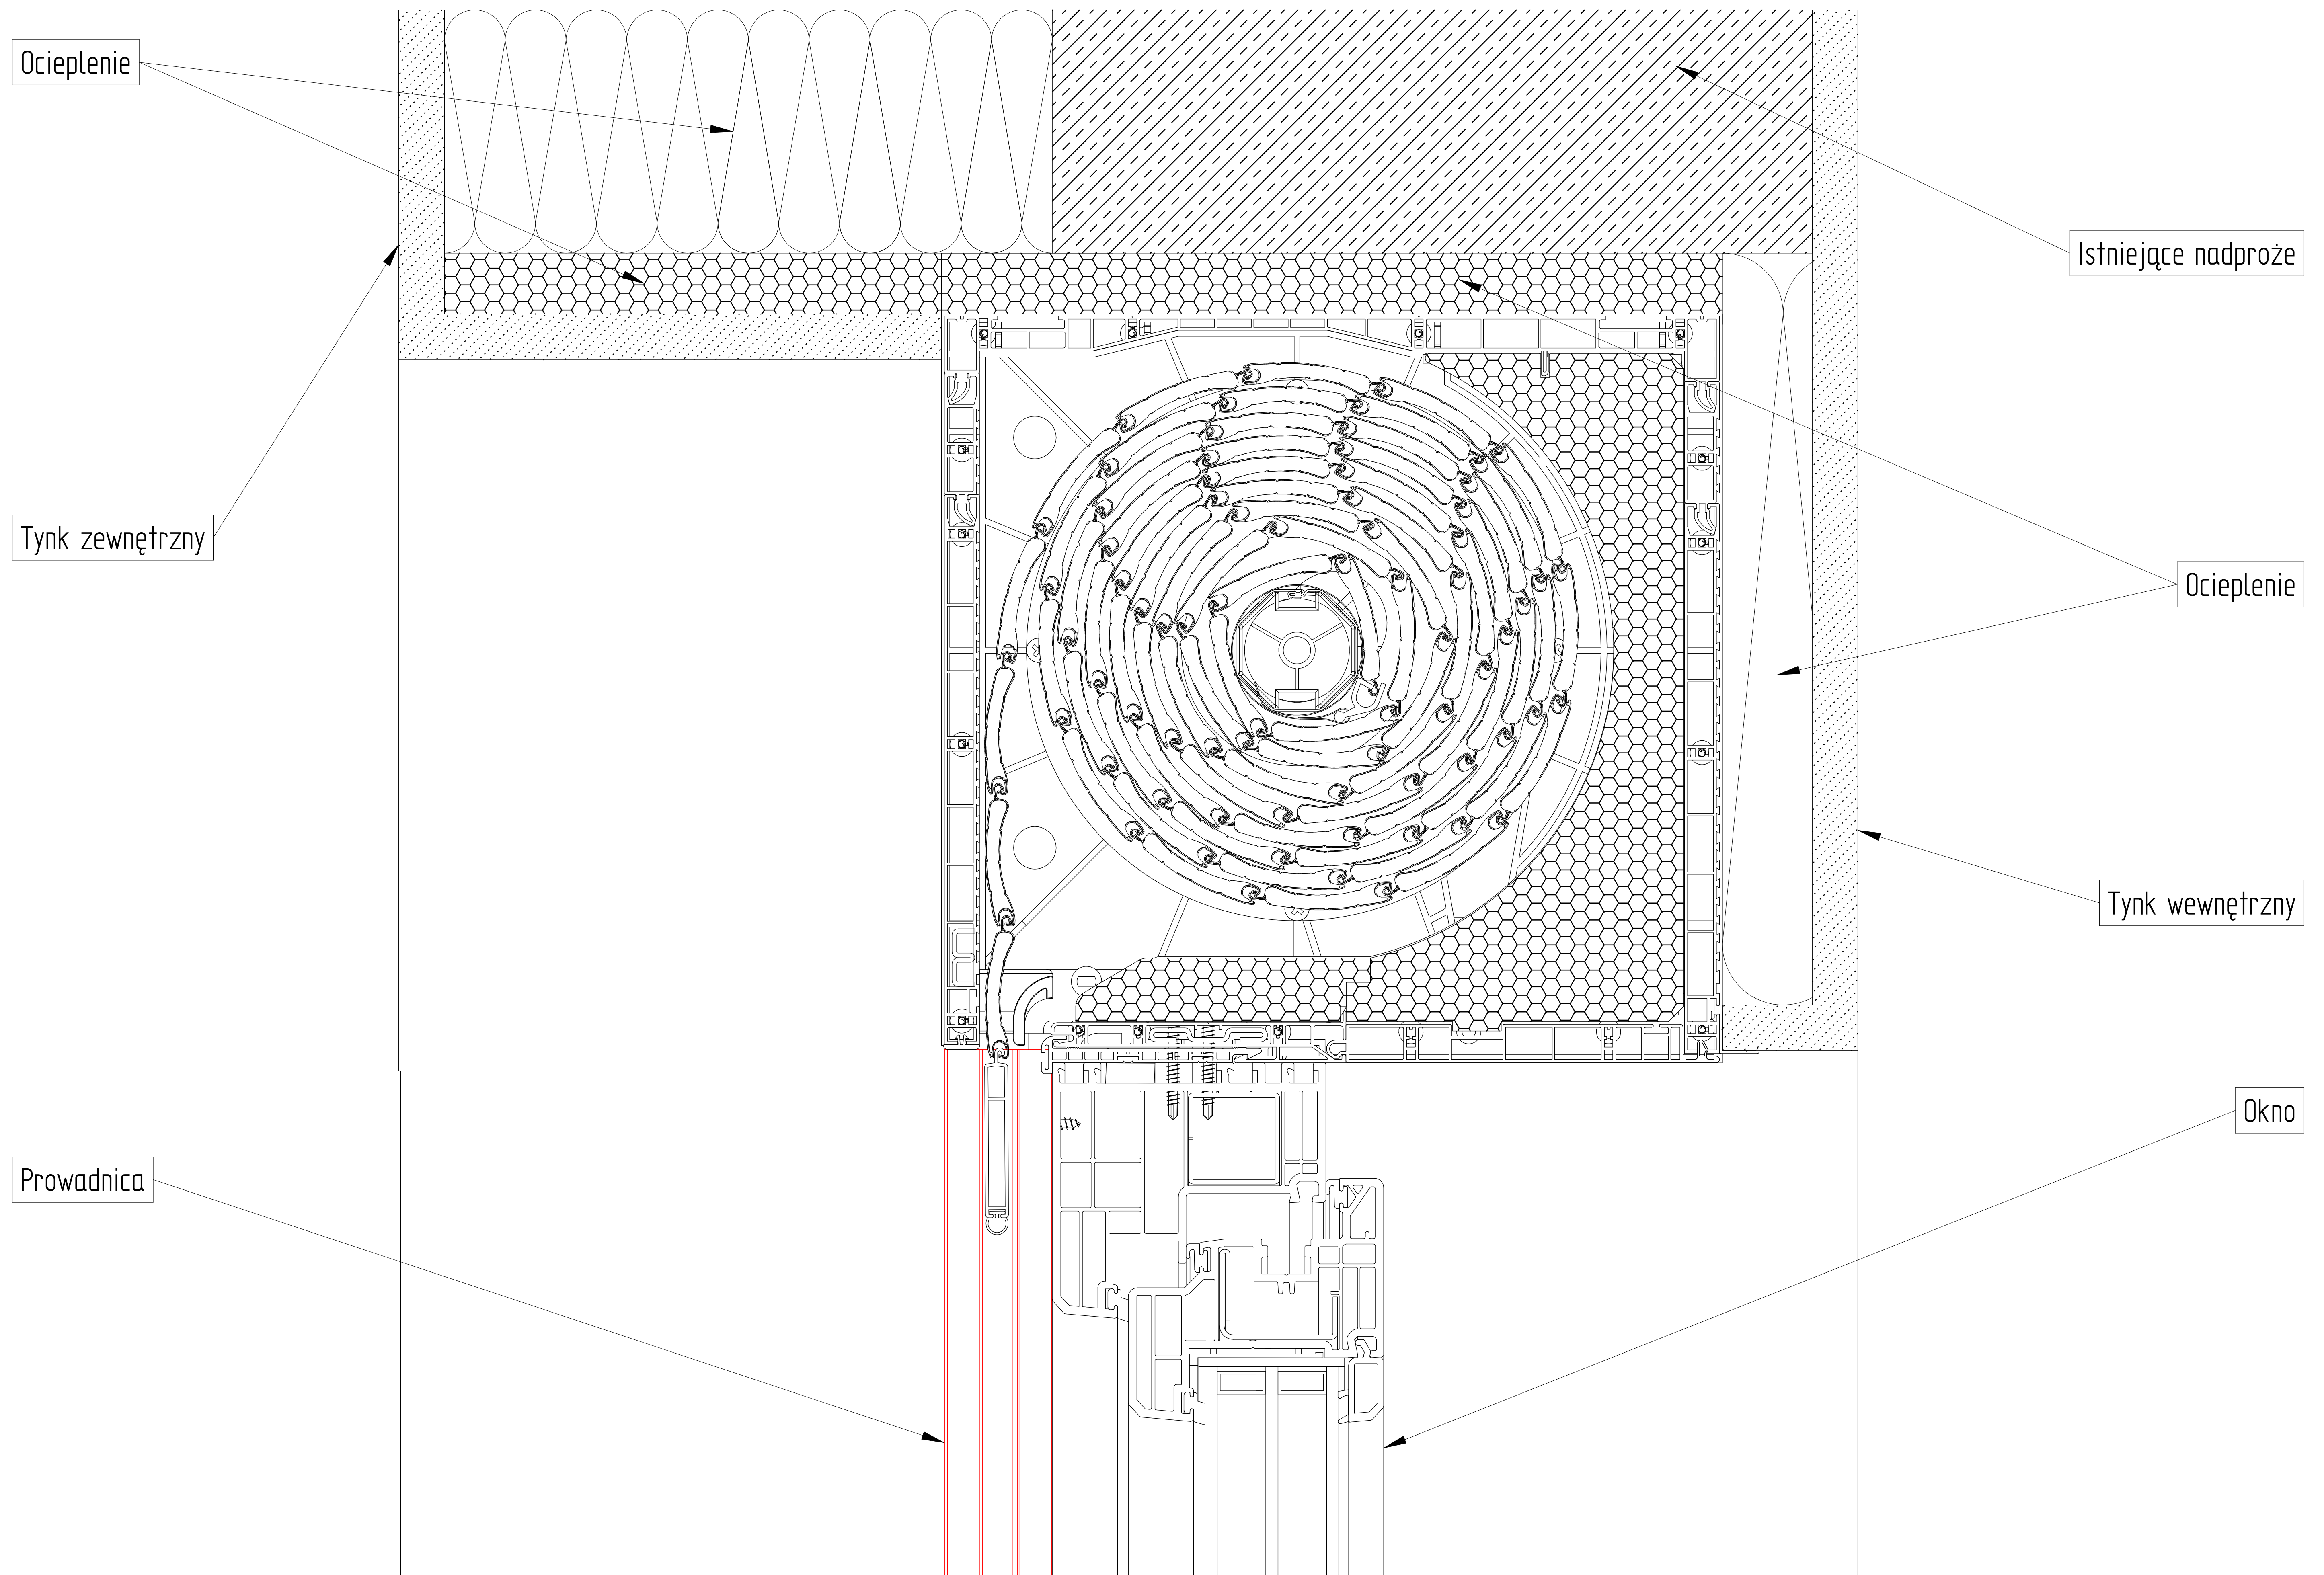 Ocieplenie
Istniejące nadproże
Tynk zewnętrzny
Ocieplenie
Tynk wewnętrzny
Okno
Prowadnica